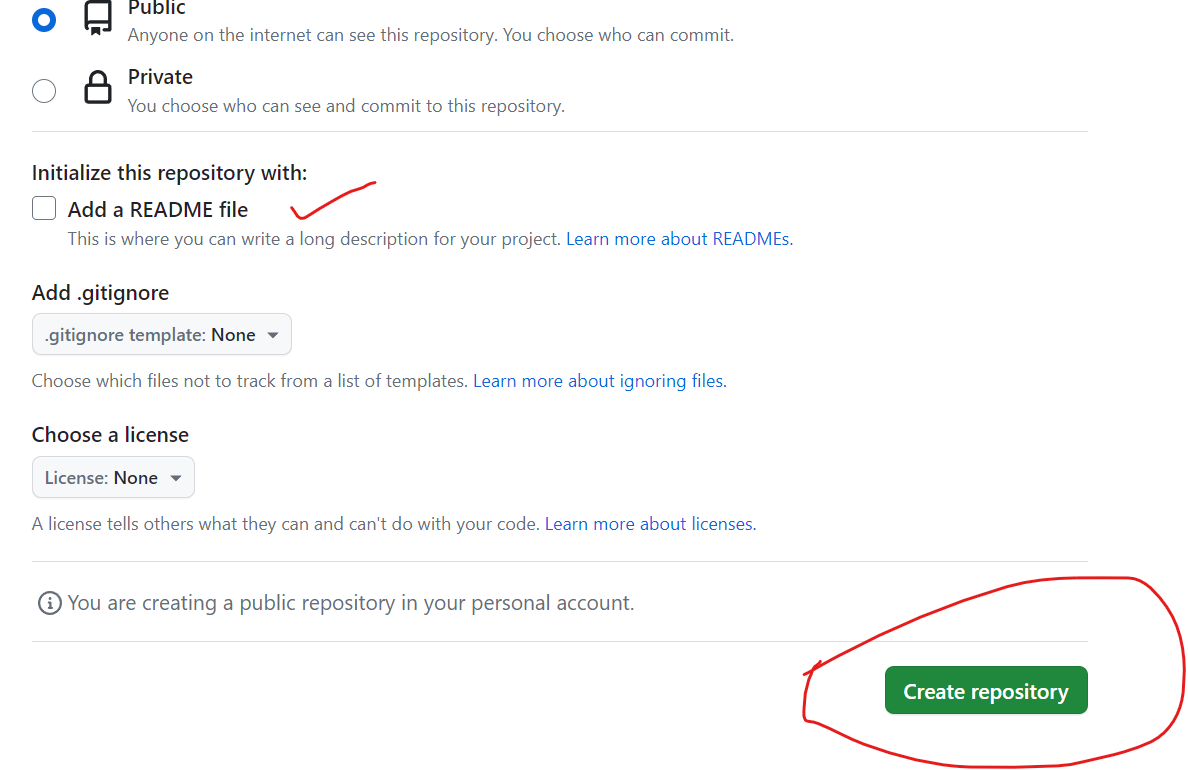 Public
Anyone on the internet can see this repository. You choose who can commit.
Private
You choose who can see and commit to this repository.
Initialize this repository with:
Add a README file
This is where you can write a long description for your project. Learn more about READMEs.
Add .gitignore
.gitignore template: None
Choose which files not to track from a list of templates. Learn more about ignoring files.
Choose a license
License: None
A license tells others what they can and can't do with your code. Learn more about licenses.
You are creating a public repository in your personal account.
Create repository